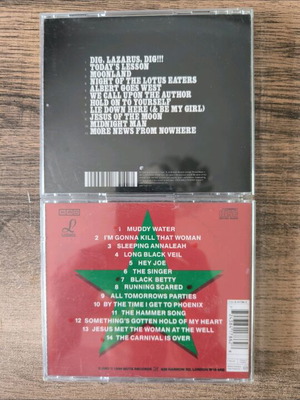 DIG, LAZARUS, DIG!!!
TODAY'S LESSON
MOONLAND
NIGHT OF THE LOTUS EATERS
ALBERT GOES WEST
WE CALL UPON THE AUTHOR
HOLD ON TO YOURSELF
LIE DOWN HERE (& BE MY GIRL)
JESUS OF THE MOON
MIDNIGHT MAN
MORE NEWS FROM NOWHERE
1 MUDDY WATER
2 I'M GONNA KILL THAT WOMAN
3 SLEEPING ANNALEAH
4 LONG BLACK VEIL
5 HEY JOE
6 THE SINGER
7 BLACK BETTY
8 RUNNING SCARED
9 ALL TOMORROWS PARTIES
10 BY THE TIME I GET TO PHOENIX
11 THE HAMMER SONG
12 SOMETHING'S GOTTEN HOLD OF MY HEART
13 JESUS MET THE WOMAN AT THE WELL
14 THE CARNIVAL IS OVER